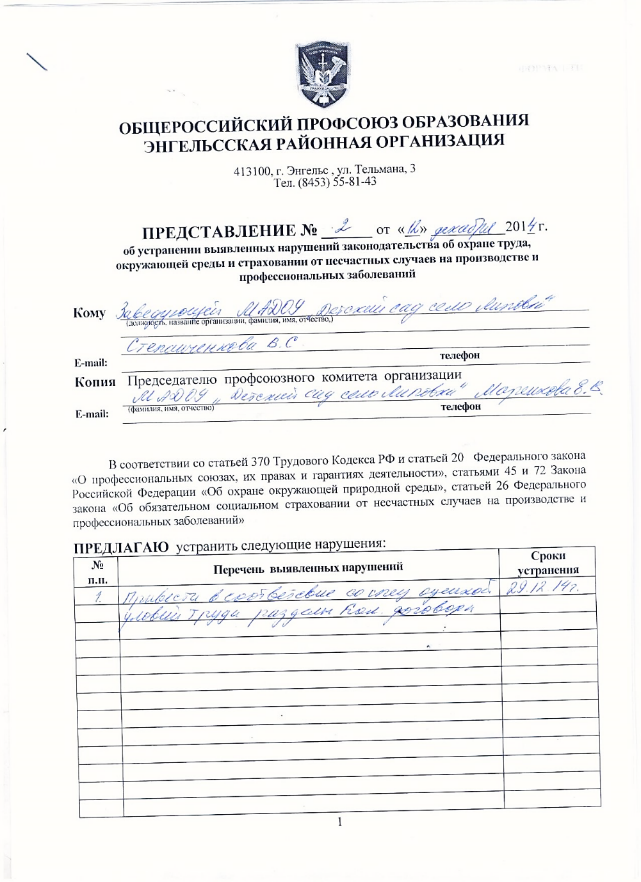 ОБЩЕРОССИЙСКИЙ ПРОФСОЮЗ ОБРАЗОВАНИЯ
ЭНГЕЛЬССКАЯ РАЙОННАЯ ОРГАНИЗАЦИЯ
413100, г. Энгельс , ул. Тельмана, 3
Тел. (8453) 55-81-43
ПРЕДСТАВЛЕНИЕ № 2 от «12» декабря 2014 г.
об устранении выявленных нарушений законодательства об охране труда,
окружающей среды и страховании от несчастных случаев на производстве и
профессиональных заболеваний
Кому Заведующей МАДОУ „Детский сад село Липовка"
(должность, название организации, фамилия, имя, отчество,)
Степанченкова В.С
E-mail: телефон
Копия Председателю профсоюзного комитета организации
МАДОУ „Детский сад село Липовка" Е.В.
(фамилия, имя, отчество)
E-mail: телефон
В соответствии со статьей 370 Трудового Кодекса РФ и статьей 20 Федерального закона
«О профессиональных союзах, их правах и гарантиях деятельности», статьями 45 и 72 Закона
Российской Федерации «Об охране окружающей природной среды», статьей 26 Федерального
закона «Об обязательном социальном страховании от несчастных случаев на производстве и
профессиональных заболеваний»
ПРЕДЛАГАЮ устранить следующие нарушения:
№ п.п. Перечень выявленных нарушений Сроки устранения
1. Привести в соответствие со спец оценкой 29.12.14г.
условий труда разделы Кол. договора
1